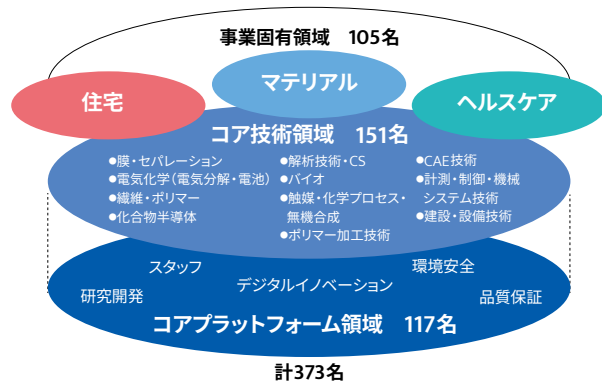 事業固有領域　105名
住宅
マテリアル
ヘルスケア
コア技術領域　151名
●膜・セパレーション
●電気化学（電気分解・電池）
●繊維・ポリマー
●化合物半導体
●解析技術・CS
●バイオ
●触媒・化学プロセス・
無機合成
●ポリマー加工技術
●CAE技術
●計測・制御・機械
システム技術
●建設・設備技術
スタッフ
環境安全
デジタルイノベーション
研究開発
品質保証
コアプラットフォーム領域　117名
計373名